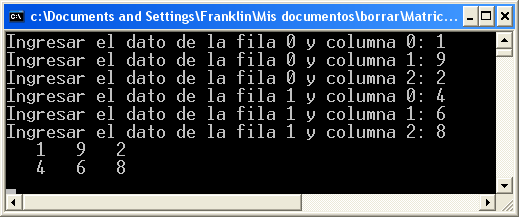 c:\Documents and Settings\Franklin\Mis documentos\borrar\Matric...
Ingresar el dato de la fila 0 y columna 0: 1
Ingresar el dato de la fila 0 y columna 1: 9
Ingresar el dato de la fila 0 y columna 2: 2
Ingresar el dato de la fila 1 y columna 0: 4
Ingresar el dato de la fila 1 y columna 1: 6
Ingresar el dato de la fila 1 y columna 2: 8
1 9 2
4 6 8